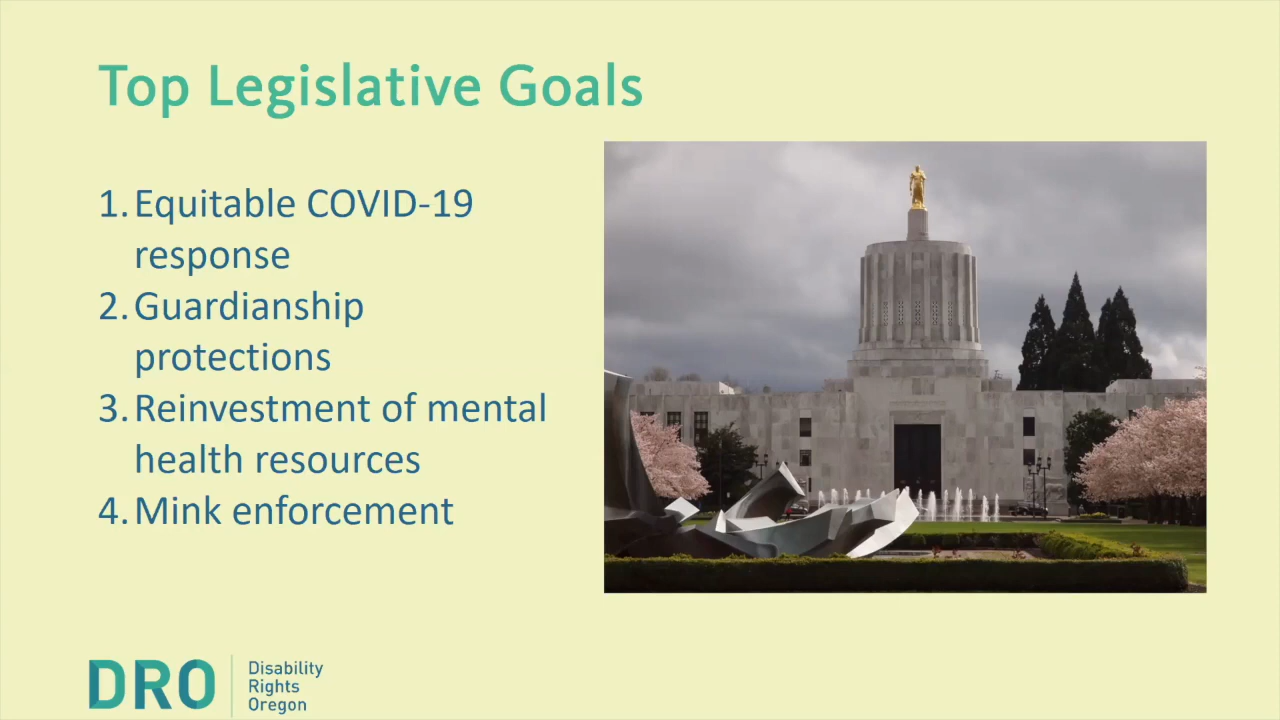 Top Legislative Goals
1. Equitable COVID-19
response
2. Guardianship
protections
3. Reinvestment of mental
health resources
4. Mink enforcement
DRO
Disability
Rights
Oregon